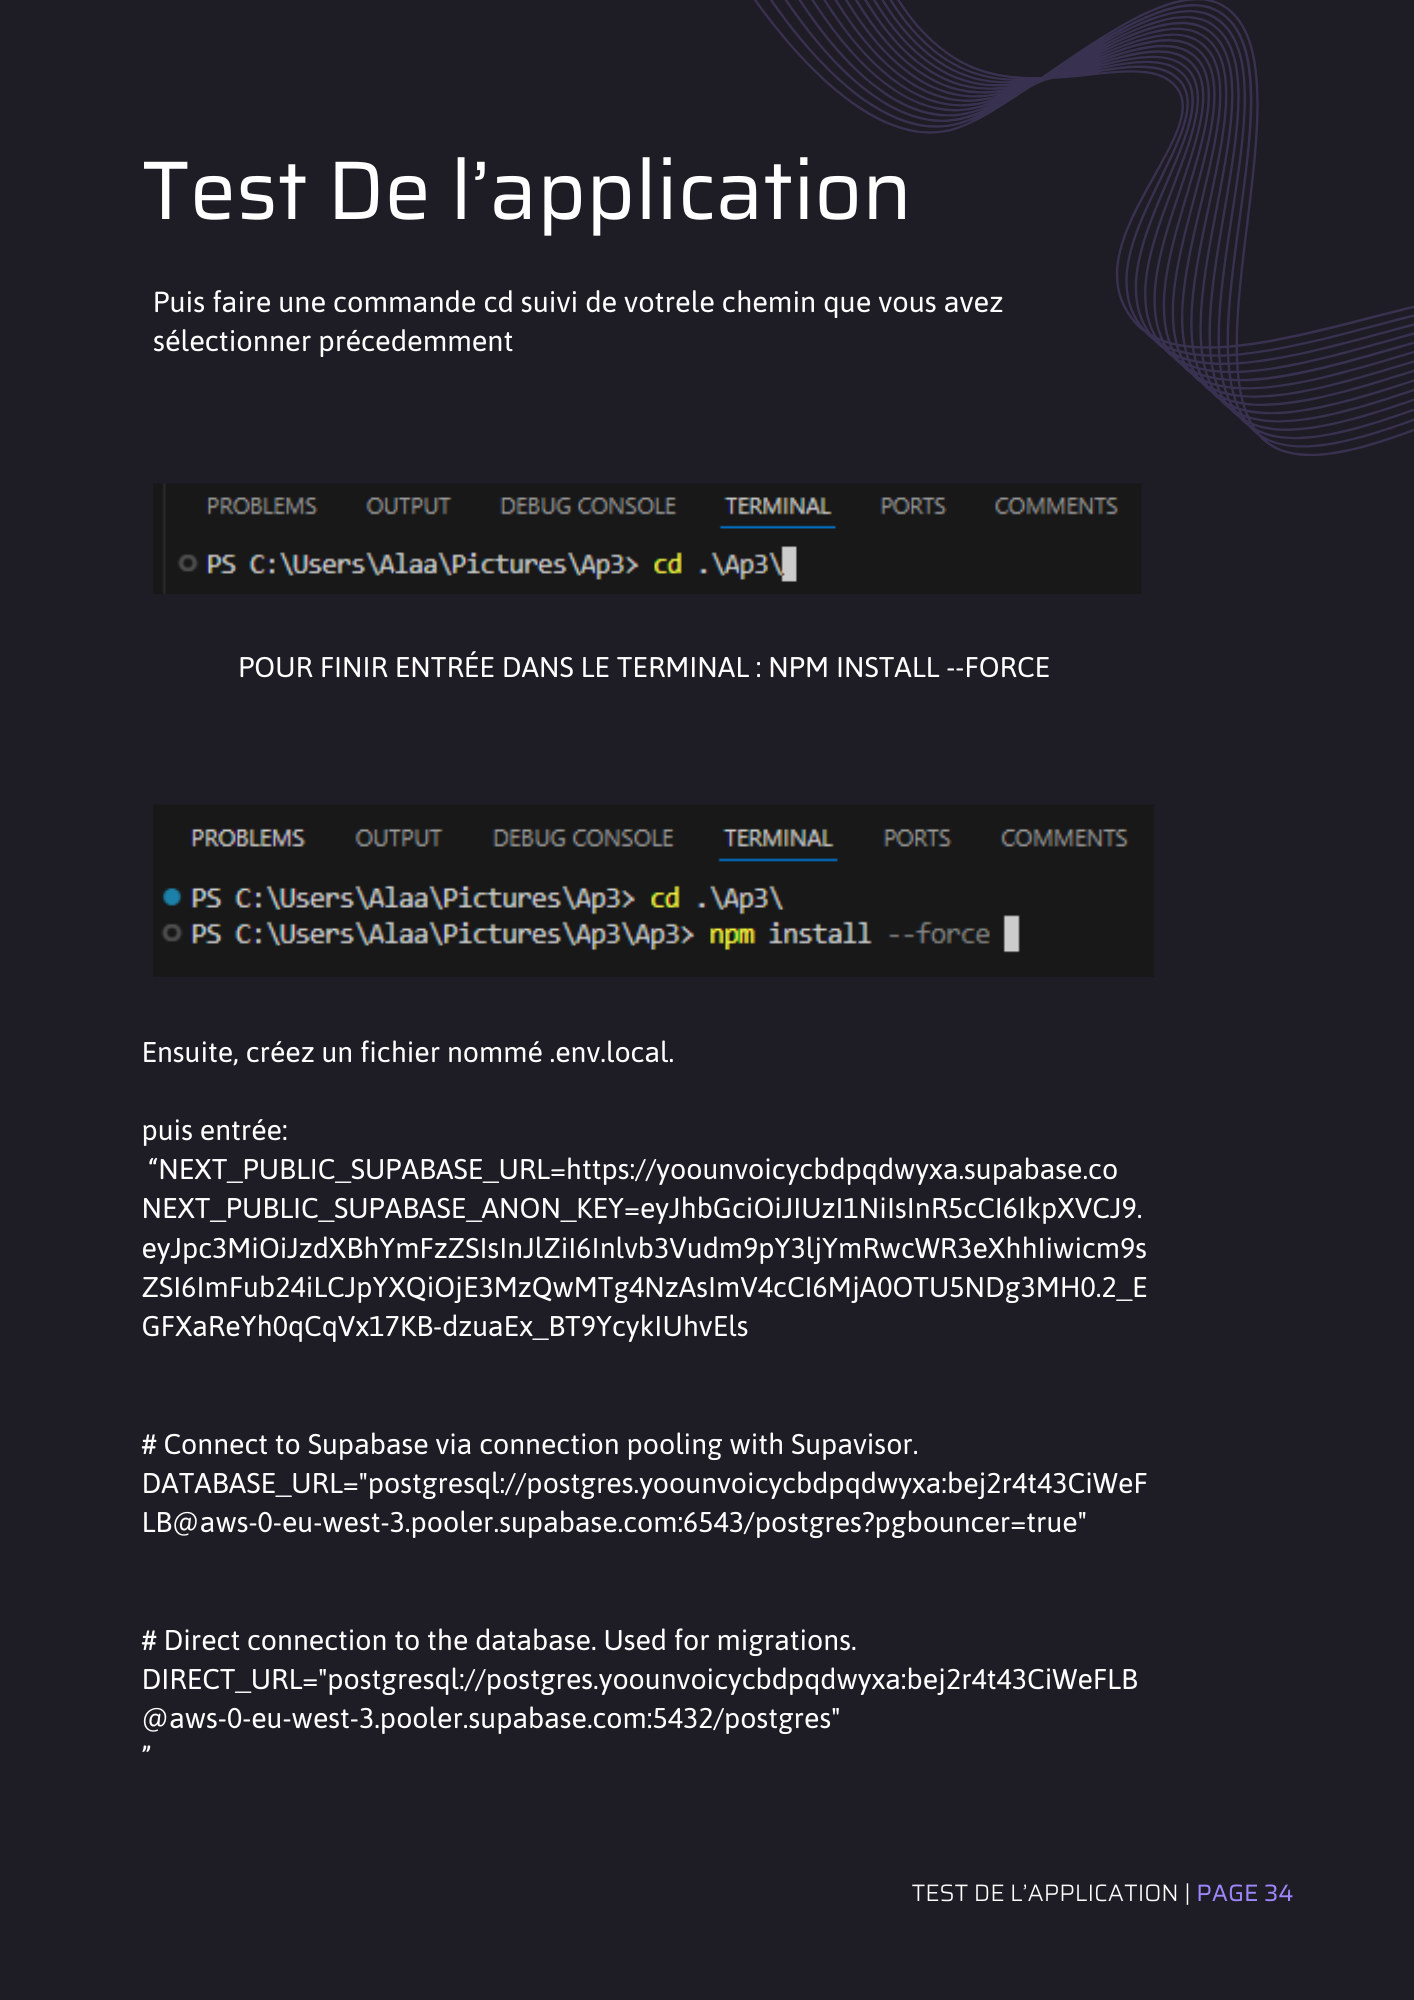 Test De l’application
Puis faire une commande cd suivi de votrele chemin que vous avez
sélectionner précedemment
PROBLEMS OUTPUT DEBUG CONSOLE TERMINAL PORTS COMMENTS
PS C:\Users\Alaa\Pictures\Ap3> cd .\Ap3\
POUR FINIR ENTRÉE DANS LE TERMINAL : NPM INSTALL --FORCE
PROBLEMS OUTPUT DEBUG CONSOLE TERMINAL PORTS COMMENTS
PS C:\Users\Alaa\Pictures\Ap3> cd .\Ap3\
PS C:\Users\Alaa\Pictures\Ap3\Ap3> npm install --force
Ensuite, créez un fichier nommé .env.local.
puis entrée:
“NEXT_PUBLIC_SUPABASE_URL=https://yoounvoicycbdpqdwyxa.supabase.co
NEXT_PUBLIC_SUPABASE_ANON_KEY=eyJhbGciOiJIUzI1NiIsInR5cCI6IkpXVCJ9.
eyJpc3MiOiJzdXBhYmFzZSIsInJlZiI6Inlvb3Vudm9pY3ljYmRwcWR3eXhhIiwicm9s
ZSI6ImFub24iLCJpYXQiOjE3MzQwMTg4NzAsImV4cCI6MjA0OTU5NDg3MH0.2_E
GFXaReYh0qCqVx17KB-dzuaEx_BT9YcykIUhvEls
# Connect to Supabase via connection pooling with Supavisor.
DATABASE_URL="postgresql://postgres.yoounvoicycbdpqdwyxa:bej2r4t43CiWeF
LB@aws-0-eu-west-3.pooler.supabase.com:6543/postgres?pgbouncer=true"
# Direct connection to the database. Used for migrations.
DIRECT_URL="postgresql://postgres.yoounvoicycbdpqdwyxa:bej2r4t43CiWeFLB
@aws-0-eu-west-3.pooler.supabase.com:5432/postgres"
”
TEST DE L’APPLICATION | PAGE 34